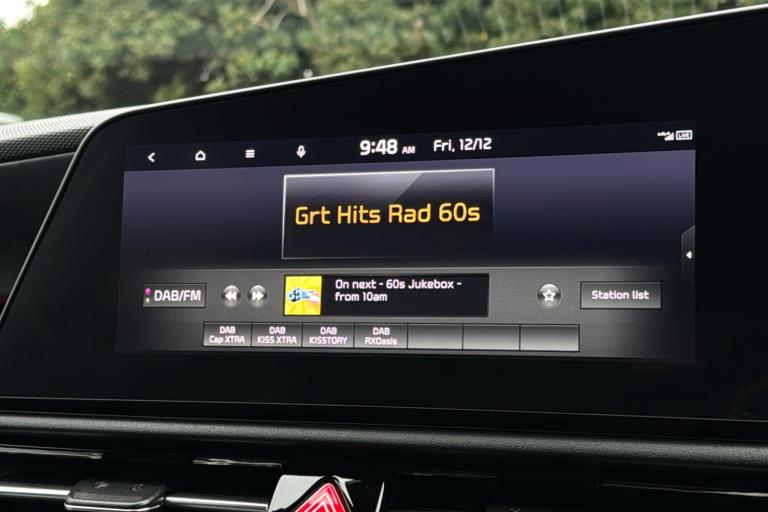 9:48 AM Fri, 12/12
LIVE
Grt Hits Rad 60s
DAB/FM
On next - 60s Jukebox -
from 10am
Station list
DAB
Cap XTRA
DAB
KISS XTRA
DAB
KISSTORY
DAB
RXOasis